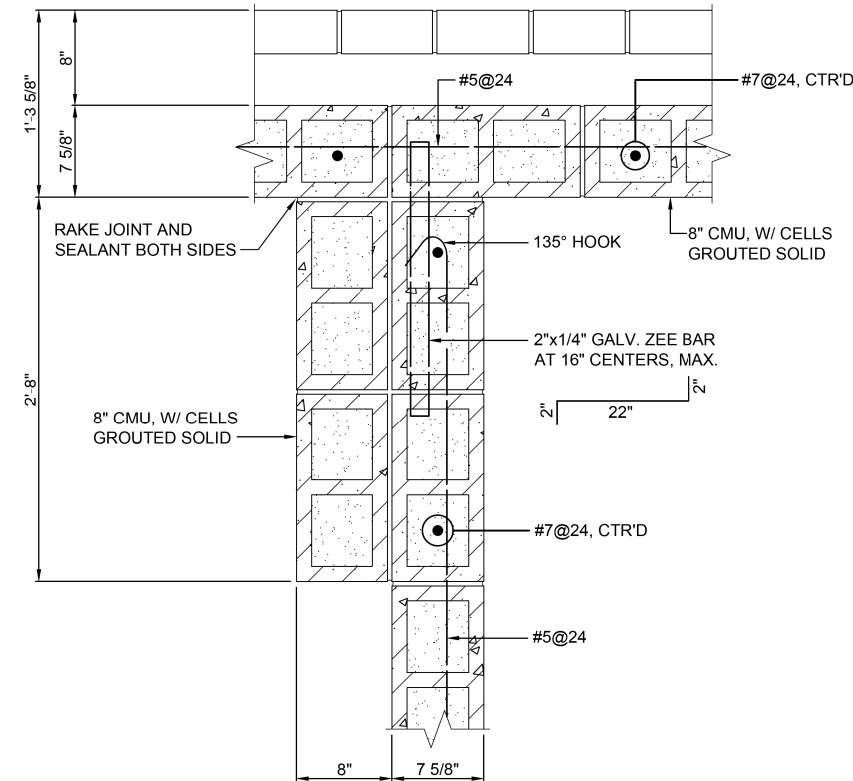 1'-3 5/8"
8"
7 5/8"
#5@24
#7@24, CTR'D
RAKE JOINT AND
SEALANT BOTH SIDES
8" CMU, W/ CELLS
GROUTED SOLID
135° HOOK
2"x1/4" GALV. ZEE BAR
AT 16" CENTERS, MAX.
2"
22"
2"
2'-8"
8" CMU, W/ CELLS
GROUTED SOLID
#7@24, CTR'D
#5@24
8"
7 5/8"